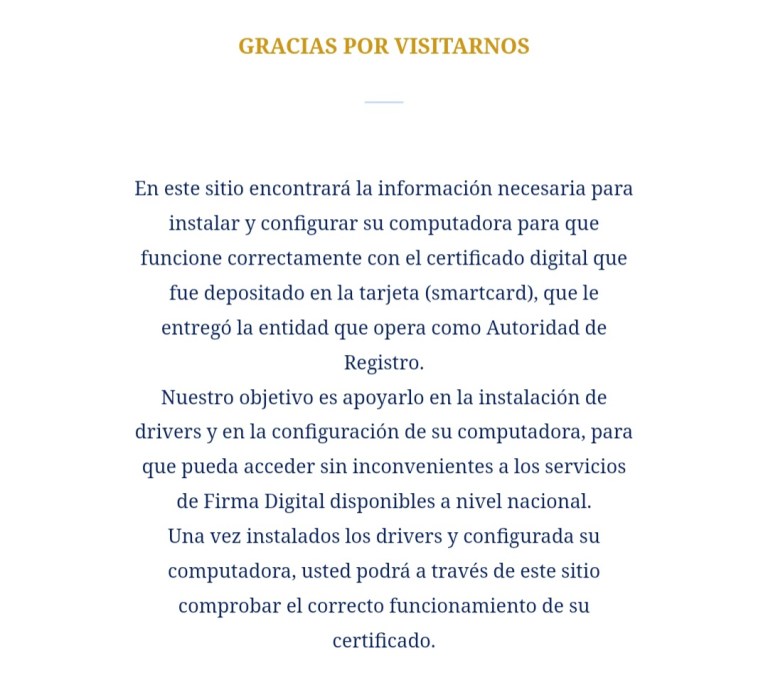 GRACIAS POR VISITARNOS
En este sitio encontrará la información necesaria para
instalar y configurar su computadora para que
funcione correctamente con el certificado digital que
fue depositado en la tarjeta (smartcard), que le
entregó la entidad que opera como Autoridad de
Registro.
Nuestro objetivo es apoyarlo en la instalación de
drivers y en la configuración de su computadora, para
que pueda acceder sin inconvenientes a los servicios
de Firma Digital disponibles a nivel nacional.
Una vez instalados los drivers y configurada su
computadora, usted podrá a través de este sitio
comprobar el correcto funcionamiento de su
certificado.